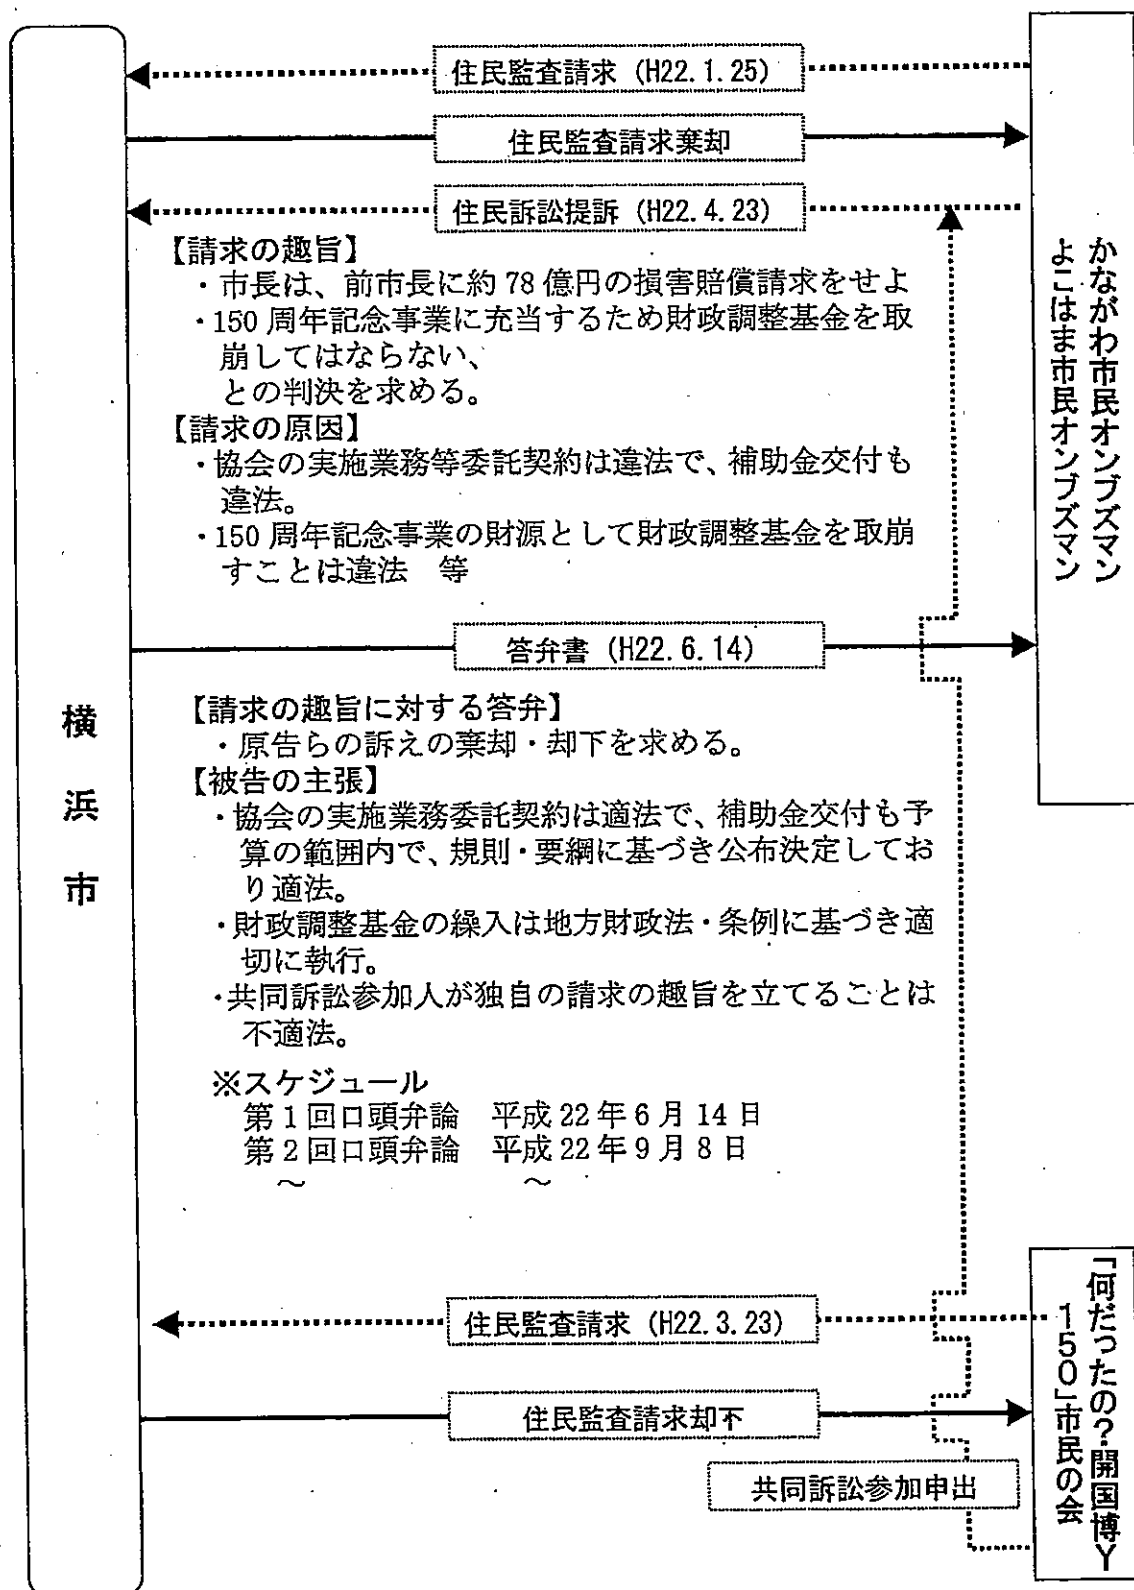 住民監査請求 (H22.1.25)
住民監査請求棄却
住民訴訟提訴 (H22.4.23)
【請求の趣旨】
・市長は、前市長に約78億円の損害賠償請求をせよ
・150周年記念事業に充当するため財政調整基金を取
崩してはならない、
との判決を求める。
【請求の原因】
・協会の実施業務等委託契約は違法で、補助金交付も
違法。
・150周年記念事業の財源として財政調整基金を取崩
すことは違法　等
答弁書 (H22.6.14)
【請求の趣旨に対する答弁】
・原告らの訴えの棄却・却下を求める。
【被告の主張】
・協会の実施業務委託契約は適法で、補助金交付も予
算の範囲内で、規則・要綱に基づき公布決定してお
り適法。
・財政調整基金の繰入は地方財政法・条例に基づき適
切に執行。
・共同訴訟参加人が独自の請求の趣旨を立てることは
不適法。
※スケジュール
第1回口頭弁論　平成22年6月14日
第2回口頭弁論　平成22年9月8日
～　～
住民監査請求 (H22.3.23)
住民監査請求却下
共同訴訟参加申出
横浜市
かながわ市民オンブズマン
よこはま市民オンブズマン
「何だったの？開国博Y
150」市民の会